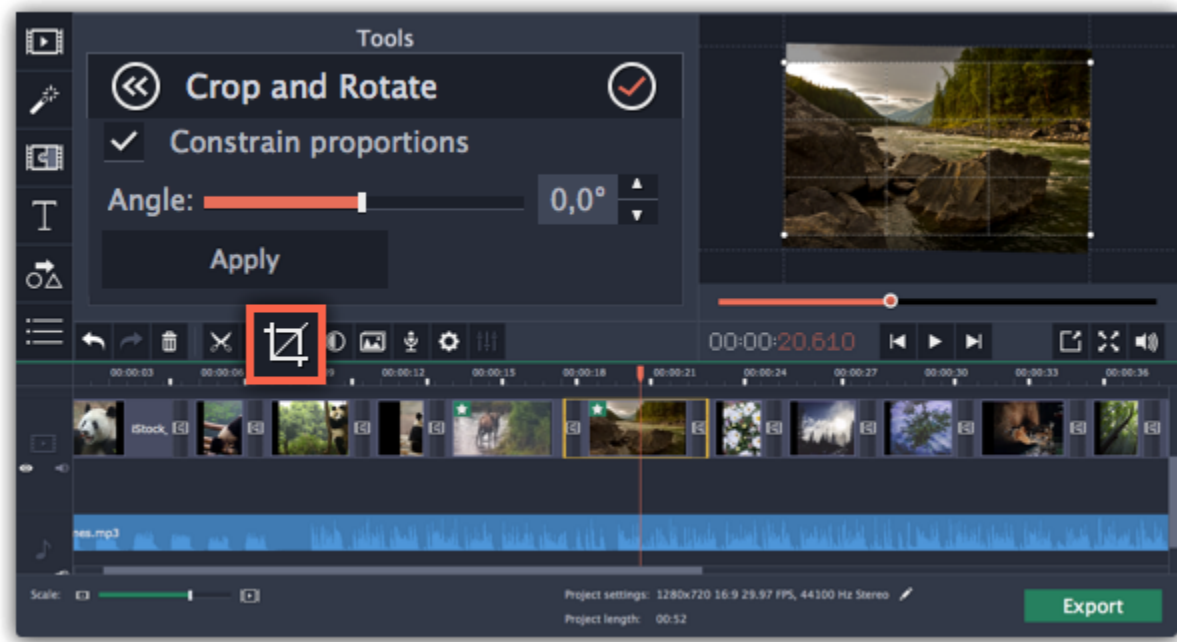 Tools
Crop and Rotate
Constrain proportions
Angle: 0,0°
Apply
T
00:00:20.610
00:00:03 00:00:06 09 00:00:12 00:00:15 00:00:18 00:00:21 00:00:24 00:00:27 00:00:30 00:00:33 00:00:36
iStock,
nes.mp3
Scale:
Project settings: 1280x720 16:9 29.97 FPS, 44100 Hz Stereo
Project length: 00:52
Export